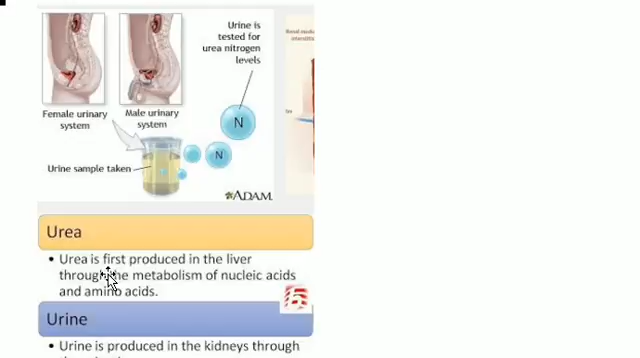 Urine is
tested for
urea nitrogen
levels
Female urinary
system
Male urinary
system
N
N
Urine sample taken
ADAM
Urea
• Urea is first produced in the liver
through the metabolism of nucleic acids
and amino acids.
Urine
• Urine is produced in the kidneys through